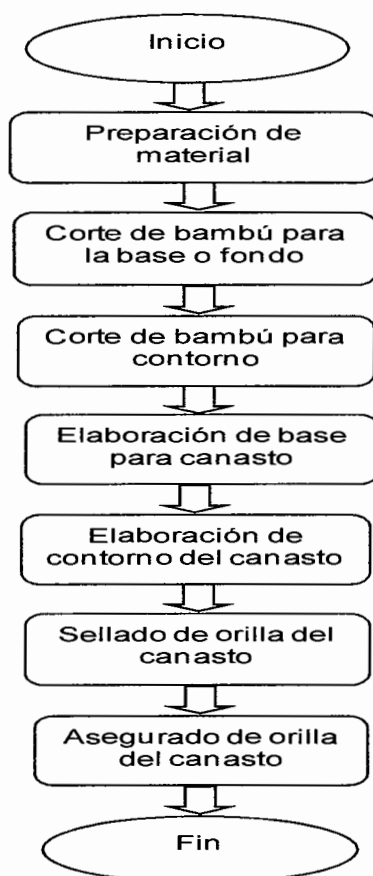 Inicio
Preparación de
material
Corte de bambú para
la base o fondo
Corte de bambú para
contorno
Elaboración de base
para canasto
Elaboración de
contorno del canasto
Sellado de orilla del
canasto
Asegurado de orilla
del canasto
Fin